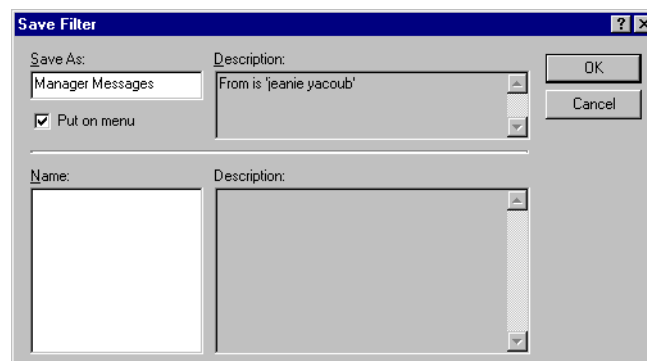 Save Filter
Save As:
Description:
OK
Manager Messages
From is 'jeanie yacoub'
Cancel
Put on menu
Name:
Description: